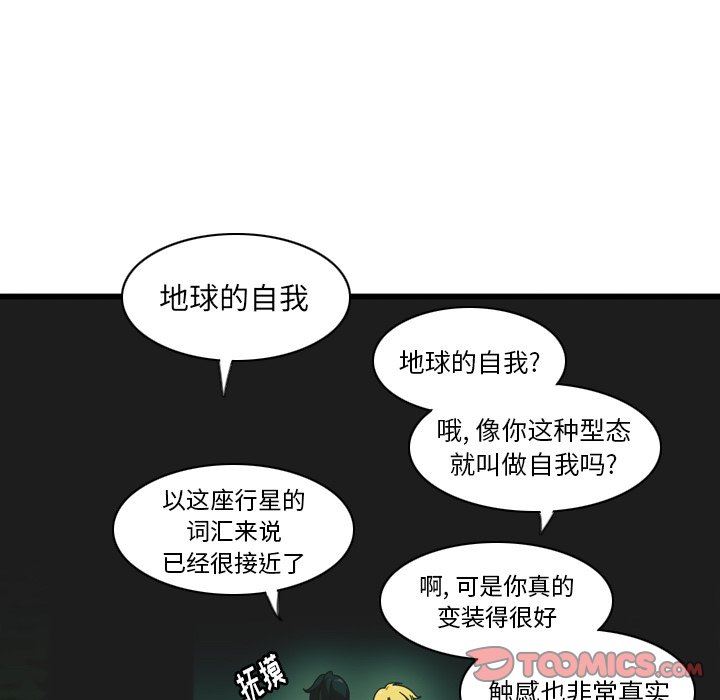 地球的自我
地球的自我?
哦, 像你这种型态
就叫做自我吗?
以这座行星的
词汇来说
已经很接近了
啊, 可是你真的
变装得很好
抚摸
触感也非常真实
TOOMICS
TOOMICS.COM